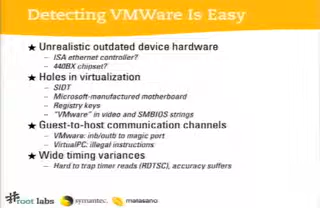 Detecting VMWare Is Easy
★ Unrealistic outdated device hardware
– ISA ethernet controller?
– 440BX chipset?
★ Holes in virtualization
– SIDT
– Microsoft-manufactured motherboard
– Registry keys
– "VMware" in video and SMBIOS strings
★ Guest-to-host communication channels
– VMware: inb/outb to magic port
– VirtualPC: illegal instructions
★ Wide timing variances
– Hard to trap timer reads (RDTSC), accuracy suffers
root labs symantec. matasano